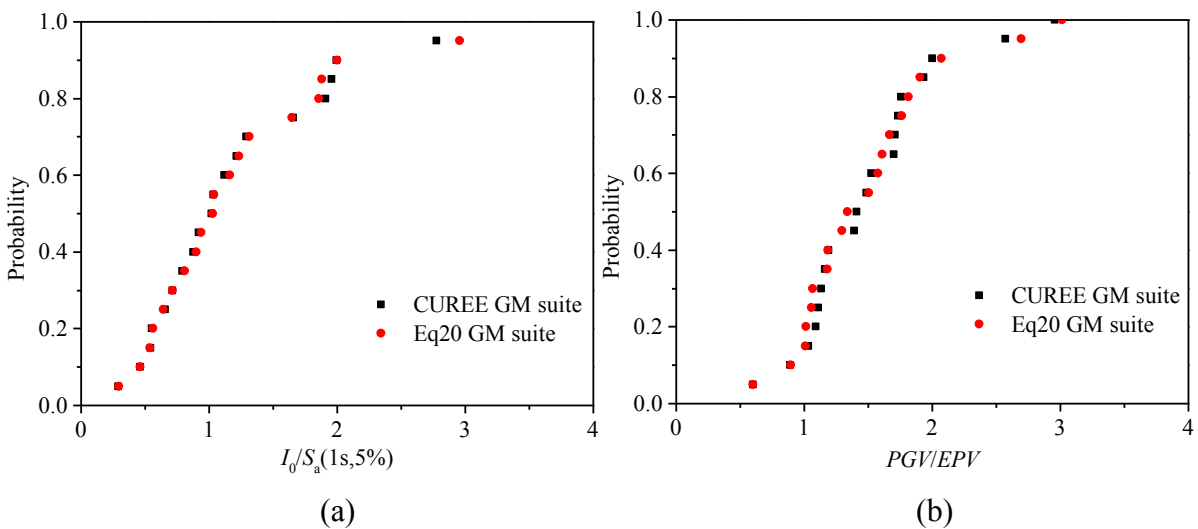 1.0
0.8
0.6
0.4
0.2
0.0
Probability
CUREE GM suite
Eq20 GM suite
0 1 2 3 4
I₀/Sₐ(1s,5%)
(a)
1.0
0.8
0.6
0.4
0.2
0.0
Probability
CUREE GM suite
Eq20 GM suite
0 1 2 3 4
PGV/EPV
(b)